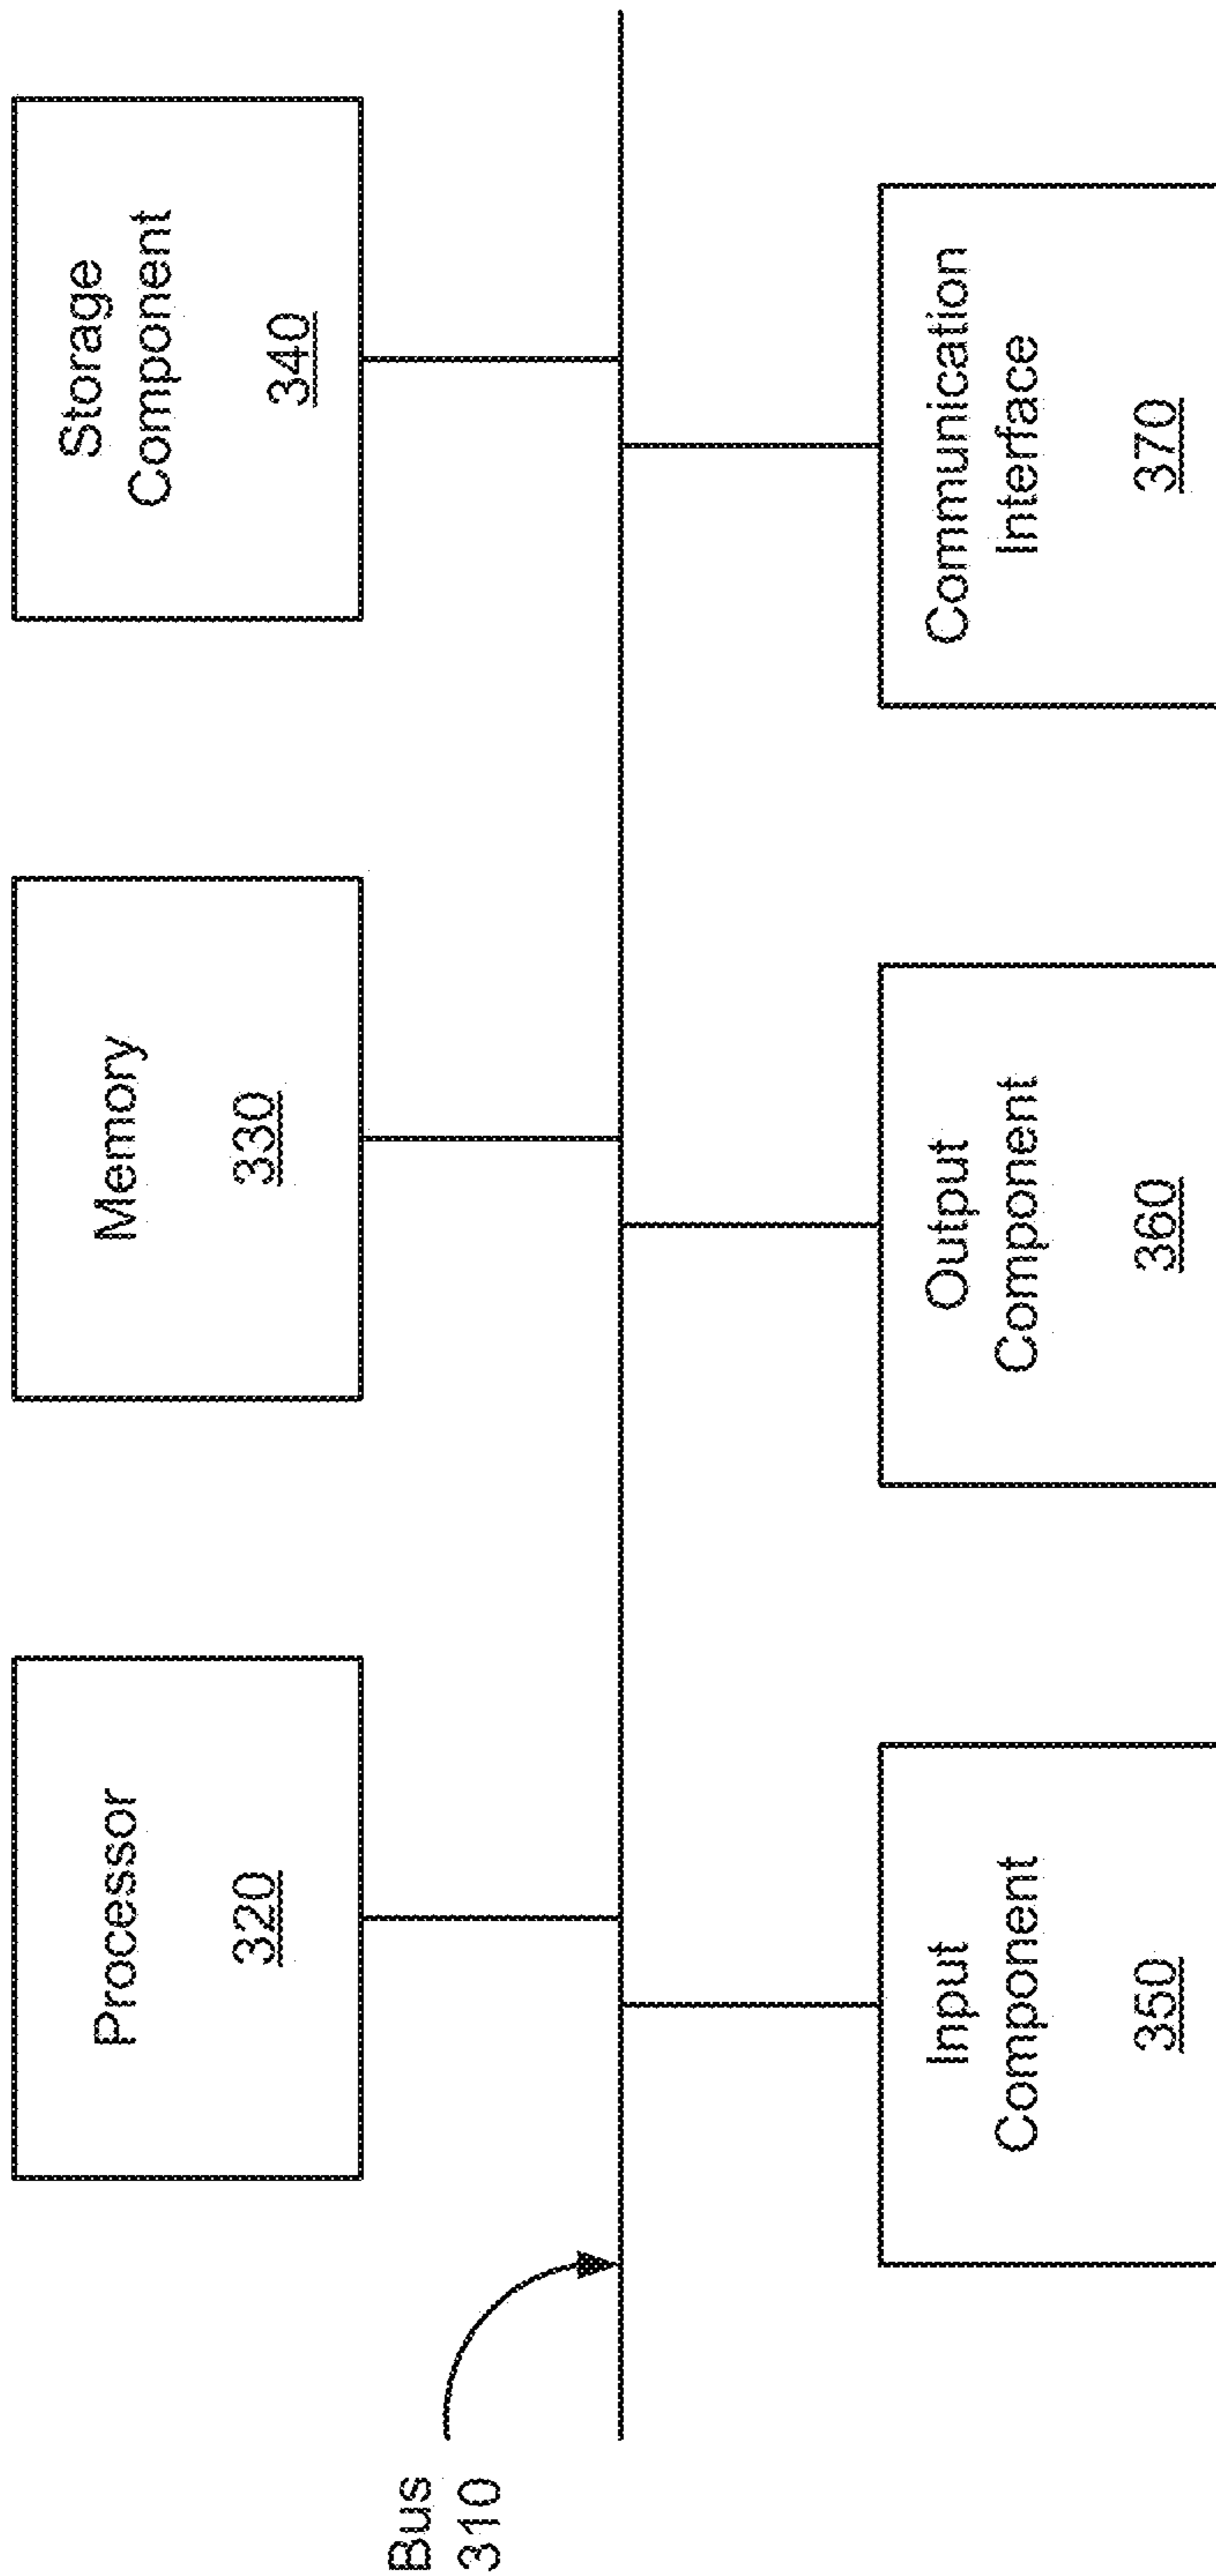 Processor
320
Memory
330
Storage
Component
340
Bus
310
Input
Component
350
Output
Component
360
Communication
Interface
370